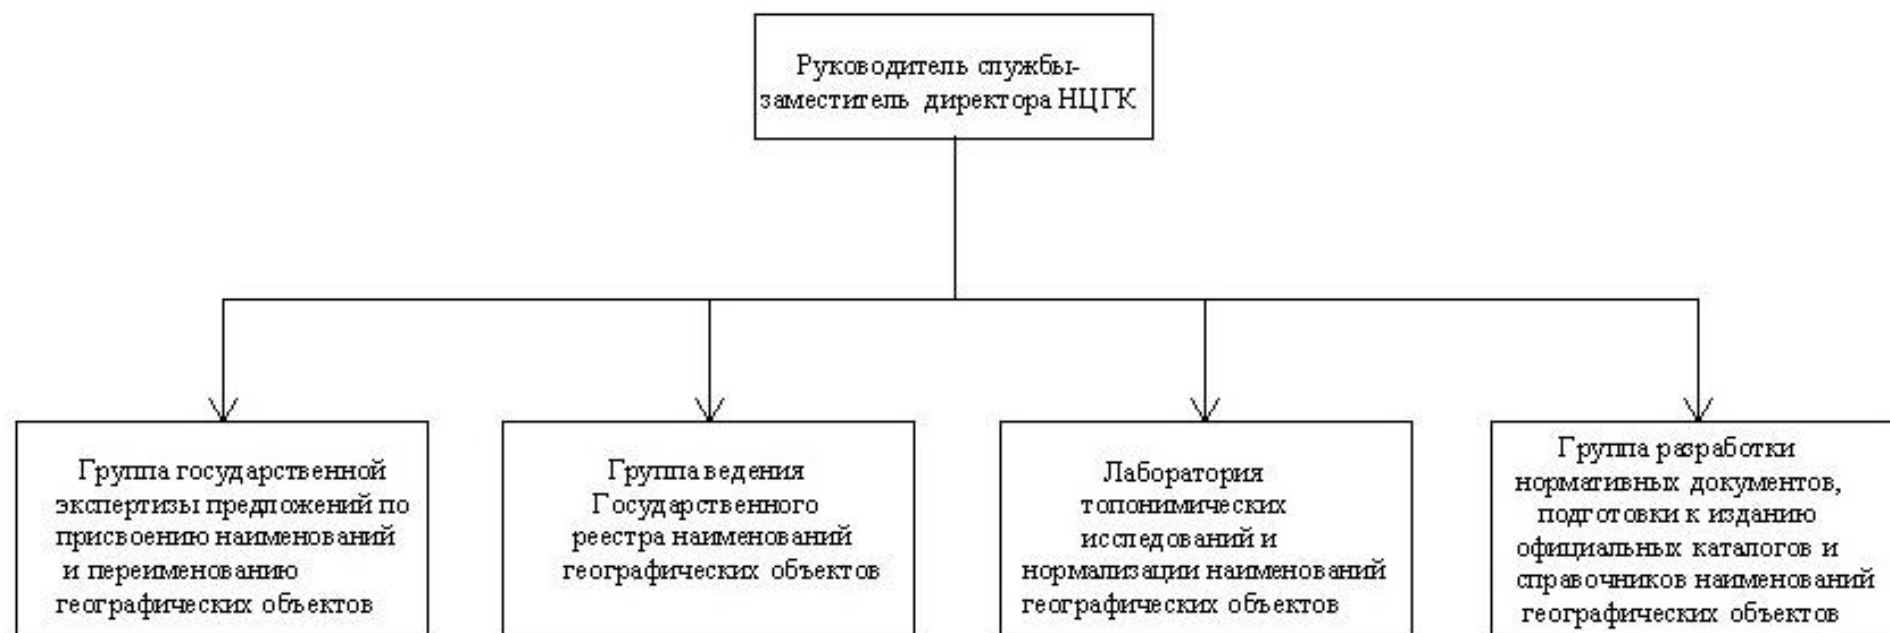 Руководитель службы-
заместитель директора НЦГК
Группа государственной
экспертизы предложений по
присвоению наименований
и переименованию
географических объектов
Группа ведения
Государственного
реестра наименований
географических объектов
Лаборатория
топонимических
исследований и
нормализации наименований
географических объектов
Группа разработки
нормативных документов,
подготовки к изданию
официальных каталогов и
справочников наименований
географических объектов